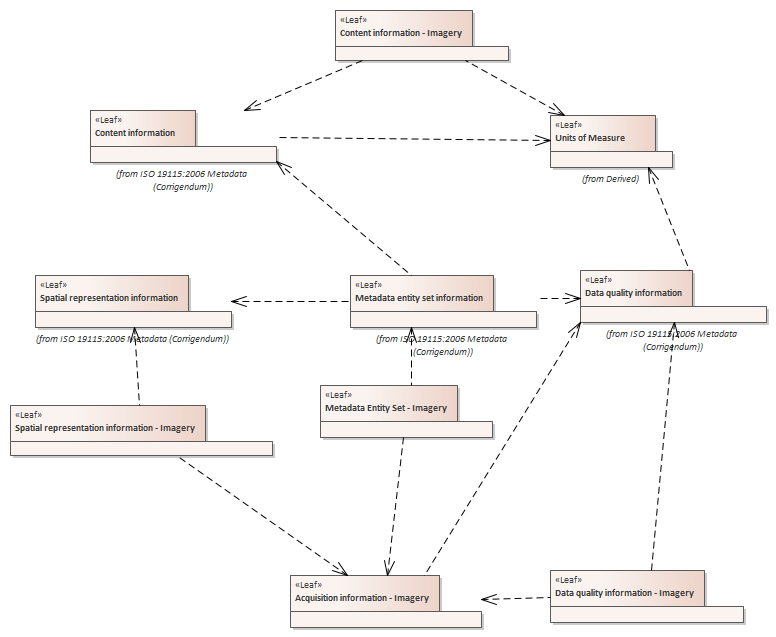 «Leaf»
Content information - Imagery
«Leaf»
Content information
(from ISO 19115:2006 Metadata
(Corrigendum))
«Leaf»
Units of Measure
(from Derived)
«Leaf»
Spatial representation information
(from ISO 19115:2006 Metadata (Corrigendum))
«Leaf»
Metadata entity set information
(from ISO 19115:2006 Metadata
(Corrigendum))
«Leaf»
Data quality information
(from ISO 19115:2006 Metadata
(Corrigendum))
«Leaf»
Spatial representation information - Imagery
«Leaf»
Metadata Entity Set - Imagery
«Leaf»
Acquisition information - Imagery
«Leaf»
Data quality information - Imagery